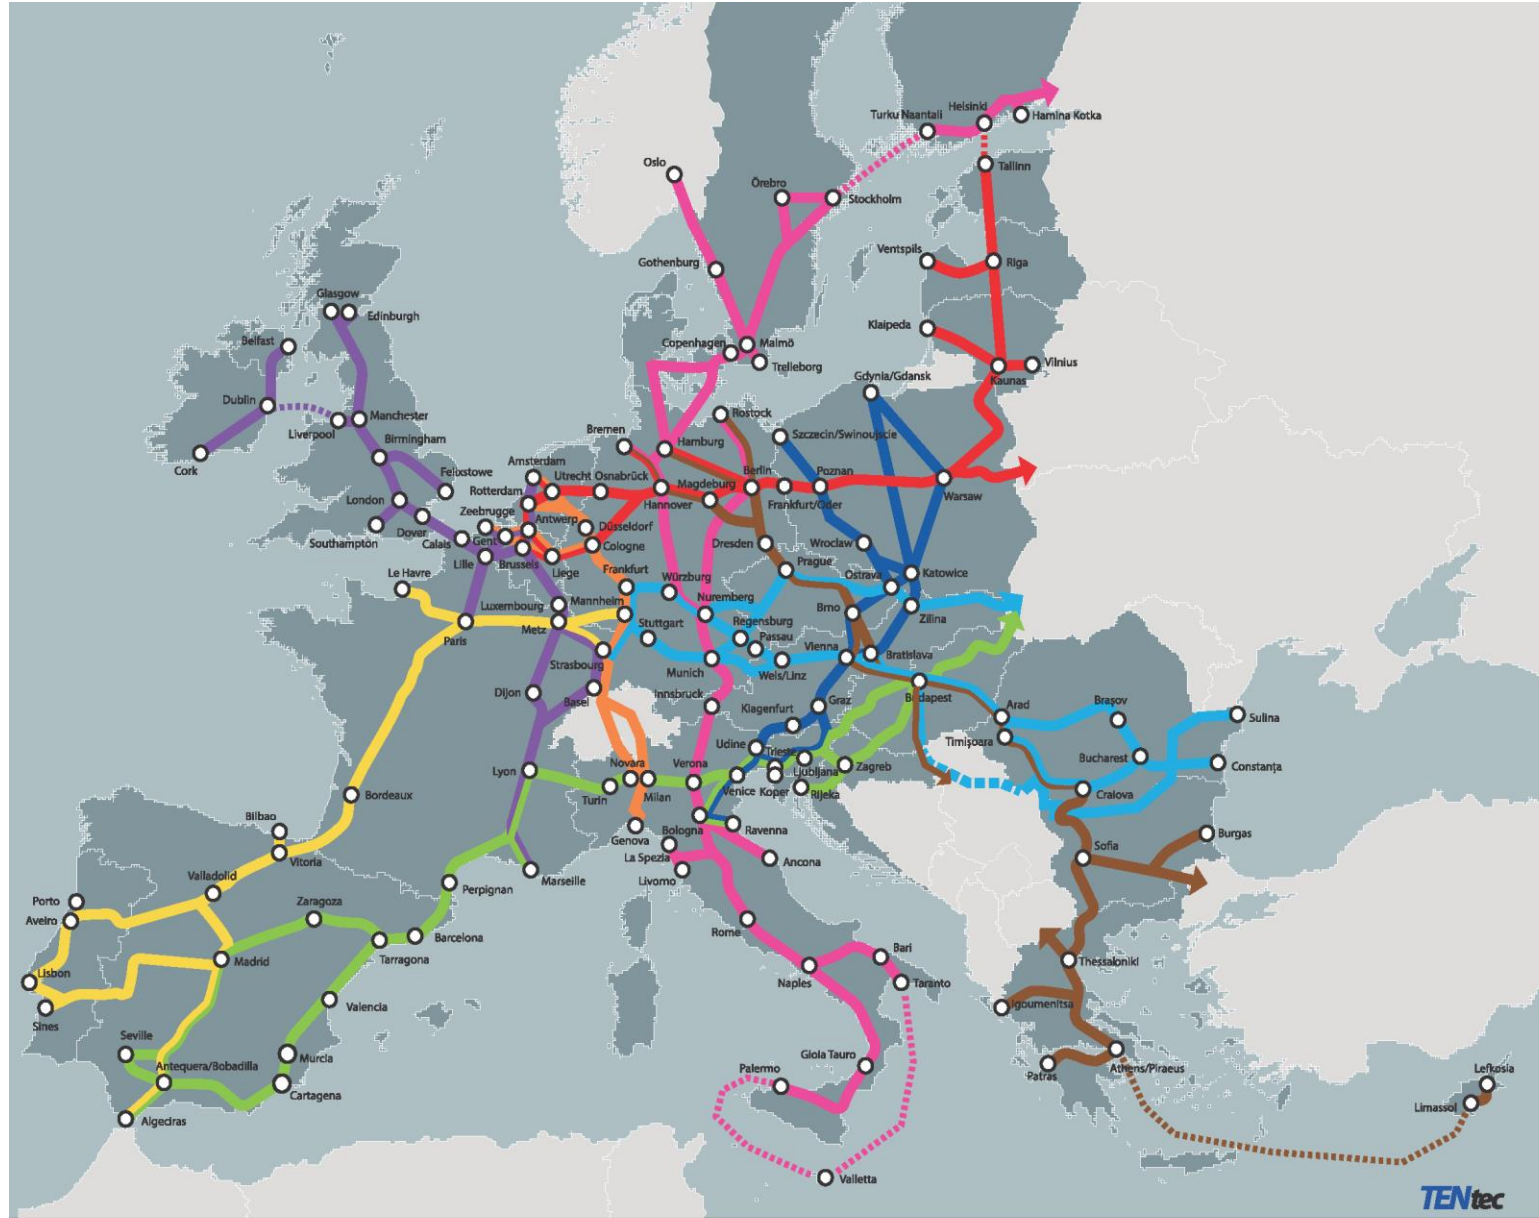 Helsinki
Turku Naantali
Hamina Kotka
Oslo
Tallinn
Örebro
Stockholm
Ventspils
Riga
Gothenburg
Glasgow
Edinburgh
Klaipeda
Belfast
Copenhagen
Malmö
Trelleborg
Vilnius
Kaunas
Gdynia/Gdansk
Dublin
Manchester
Liverpool
Rostock
Bremen
Szczecin/Swinoujscie
Birmingham
Hamburg
Cork
Felixstowe
Amsterdam
Utrecht
Osnabrück
Magdeburg
Berlin
Poznan
Warsaw
London
Rotterdam
Hannover
Frankfurt/Oder
Zeebrugge
Dover
Antwerp
Düsseldorf
Southampton
Calais
Gent
Cologne
Dresden
Wroclaw
Lille
Brussels
Liege
Prague
Le Havre
Frankfurt
Würzburg
Ostrava
Katowice
Luxembourg
Mannheim
Nuremberg
Brno
Zilina
Paris
Metz
Stuttgart
Regensburg
Passau
Vienna
Bratislava
Strasbourg
Munich
Wels/Linz
Dijon
Basel
Innsbruck
Klagenfurt
Graz
Budapest
Arad
Braşov
Sulina
Udine
Trieste
Timişoara
Bucharest
Lyon
Novara
Verona
Ljubljana
Zagreb
Constanţa
Turin
Milan
Venice
Koper
Rijeka
Craiova
Bordeaux
Bilbao
Genova
Bologna
Ravenna
Burgas
Vitoria
La Spezia
Sofia
Valladolid
Marseille
Livorno
Ancona
Perpignan
Porto
Zaragoza
Aveiro
Rome
Barcelona
Bari
Madrid
Tarragona
Thessaloniki
Lisbon
Naples
Taranto
Valencia
Igoumenitsa
Sines
Seville
Murcia
Gioia Tauro
Antequera/Bobadilla
Palermo
Patras
Athens/Piraeus
Lefkosia
Cartagena
Limassol
Algeciras
Valletta
TENtec